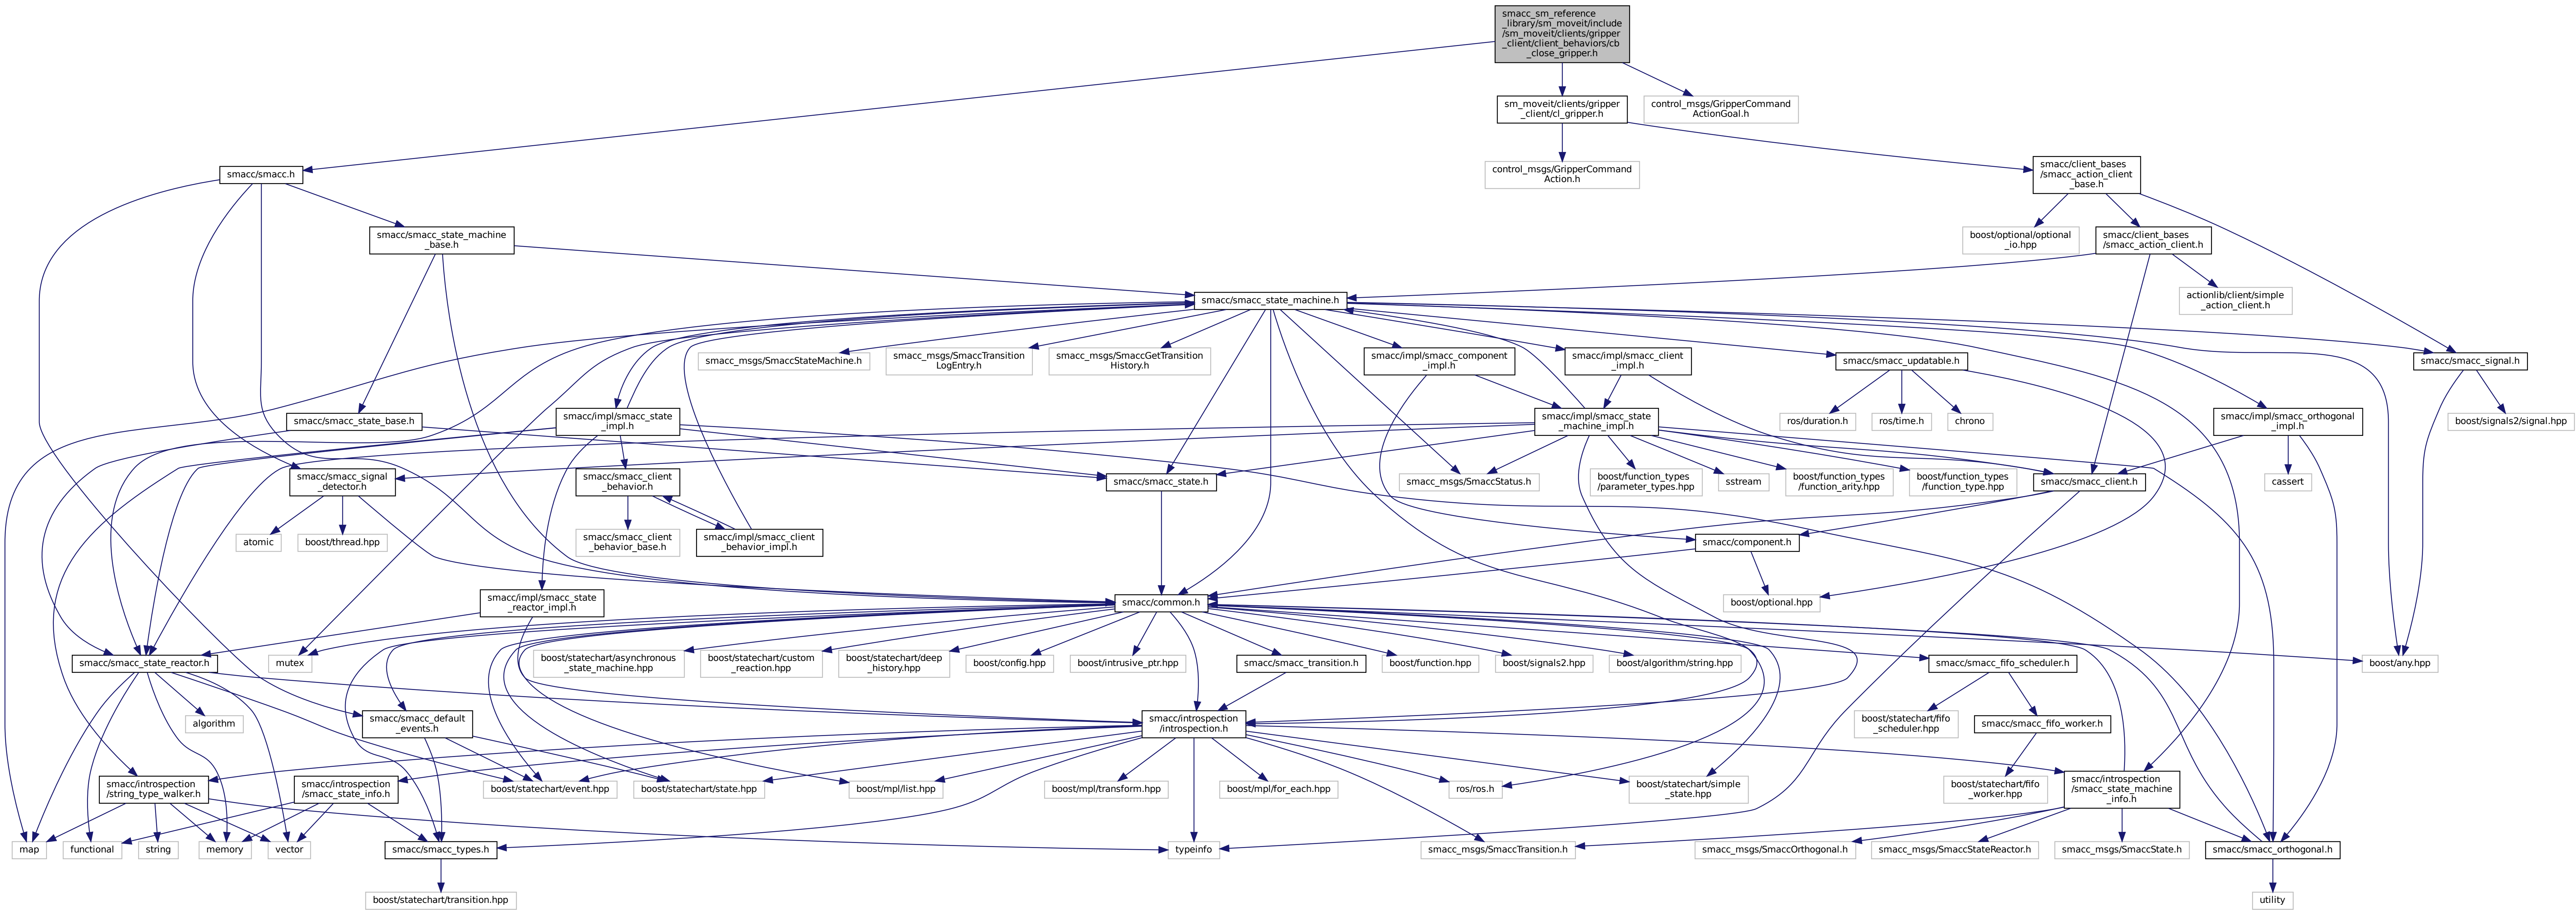 smacc_sm_reference
_library/sm_moveit/include
/sm_moveit/clients/gripper
_client/client_behaviors/cb
_close_gripper.h
sm_moveit/clients/gripper
_client/cl_gripper.h
control_msgs/GripperCommand
ActionGoal.h
smacc/smacc.h
control_msgs/GripperCommand
Action.h
smacc/client_bases
/smacc_action_client
_base.h
smacc/smacc_state_machine
_base.h
boost/optional/optional
_io.hpp
smacc/client_bases
/smacc_action_client.h
smacc/smacc_state_machine.h
actionlib/client/simple
_action_client.h
smacc_msgs/SmaccStateMachine.h
smacc_msgs/SmaccTransition
LogEntry.h
smacc_msgs/SmaccGetTransition
History.h
smacc/impl/smacc_component
_impl.h
smacc/impl/smacc_client
_impl.h
smacc/smacc_updatable.h
smacc/smacc_signal.h
smacc/smacc_state_base.h
smacc/impl/smacc_state
_impl.h
smacc/impl/smacc_state
_machine_impl.h
ros/duration.h
ros/time.h
chrono
smacc/impl/smacc_orthogonal
_impl.h
boost/signals2/signal.hpp
smacc/smacc_signal
_detector.h
smacc/smacc_client
_behavior.h
smacc/smacc_state.h
smacc_msgs/SmaccStatus.h
boost/function_types
/parameter_types.hpp
sstream
boost/function_types
/function_arity.hpp
boost/function_types
/function_type.hpp
smacc/smacc_client.h
cassert
atomic
boost/thread.hpp
smacc/smacc_client
_behavior_base.h
smacc/impl/smacc_client
_behavior_impl.h
smacc/component.h
smacc/impl/smacc_state
_reactor_impl.h
smacc/common.h
boost/optional.hpp
smacc/smacc_state_reactor.h
mutex
boost/statechart/asynchronous
_state_machine.hpp
boost/statechart/custom
_reaction.hpp
boost/statechart/deep
_history.hpp
boost/config.hpp
boost/intrusive_ptr.hpp
smacc/smacc_transition.h
boost/function.hpp
boost/signals2.hpp
boost/algorithm/string.hpp
smacc/smacc_fifo_scheduler.h
boost/any.hpp
algorithm
smacc/smacc_default
_events.h
smacc/introspection
/introspection.h
boost/statechart/fifo
_scheduler.hpp
smacc/smacc_fifo_worker.h
smacc/introspection
/string_type_walker.h
smacc/introspection
/smacc_state_info.h
boost/statechart/event.hpp
boost/statechart/state.hpp
boost/mpl/list.hpp
boost/mpl/transform.hpp
boost/mpl/for_each.hpp
ros/ros.h
boost/statechart/simple
_state.hpp
boost/statechart/fifo
_worker.hpp
smacc/introspection
/smacc_state_machine
_info.h
map
functional
string
memory
vector
smacc/smacc_types.h
typeinfo
smacc_msgs/SmaccTransition.h
smacc_msgs/SmaccOrthogonal.h
smacc_msgs/SmaccStateReactor.h
smacc_msgs/SmaccState.h
smacc/smacc_orthogonal.h
boost/statechart/transition.hpp
utility